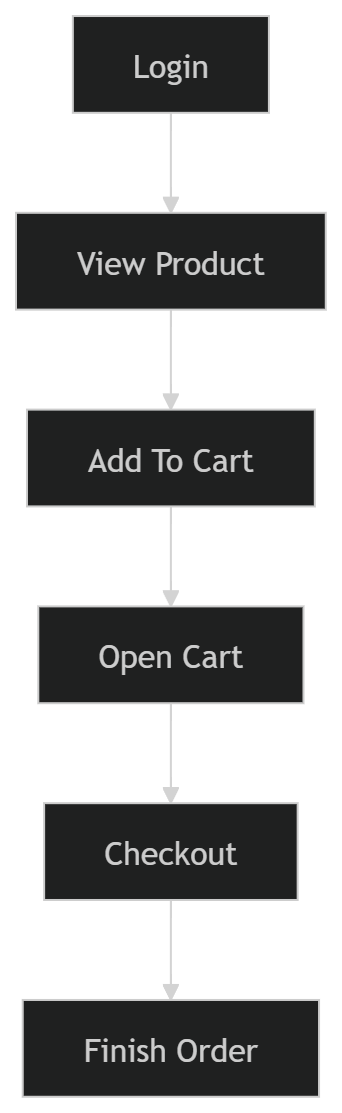 Login
View Product
Add To Cart
Open Cart
Checkout
Finish Order